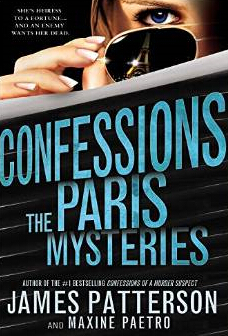 SHE'S HEIRESS
TO A FORTUNE...
AND AN ENEMY
WANTS HER DEAD.
CONFESSIONS
THE PARIS
MYSTERIES
AUTHOR OF THE #1 BESTSELLING CONFESSIONS OF A MURDER SUSPECT
JAMES PATTERSON
AND MAXINE PAETRO